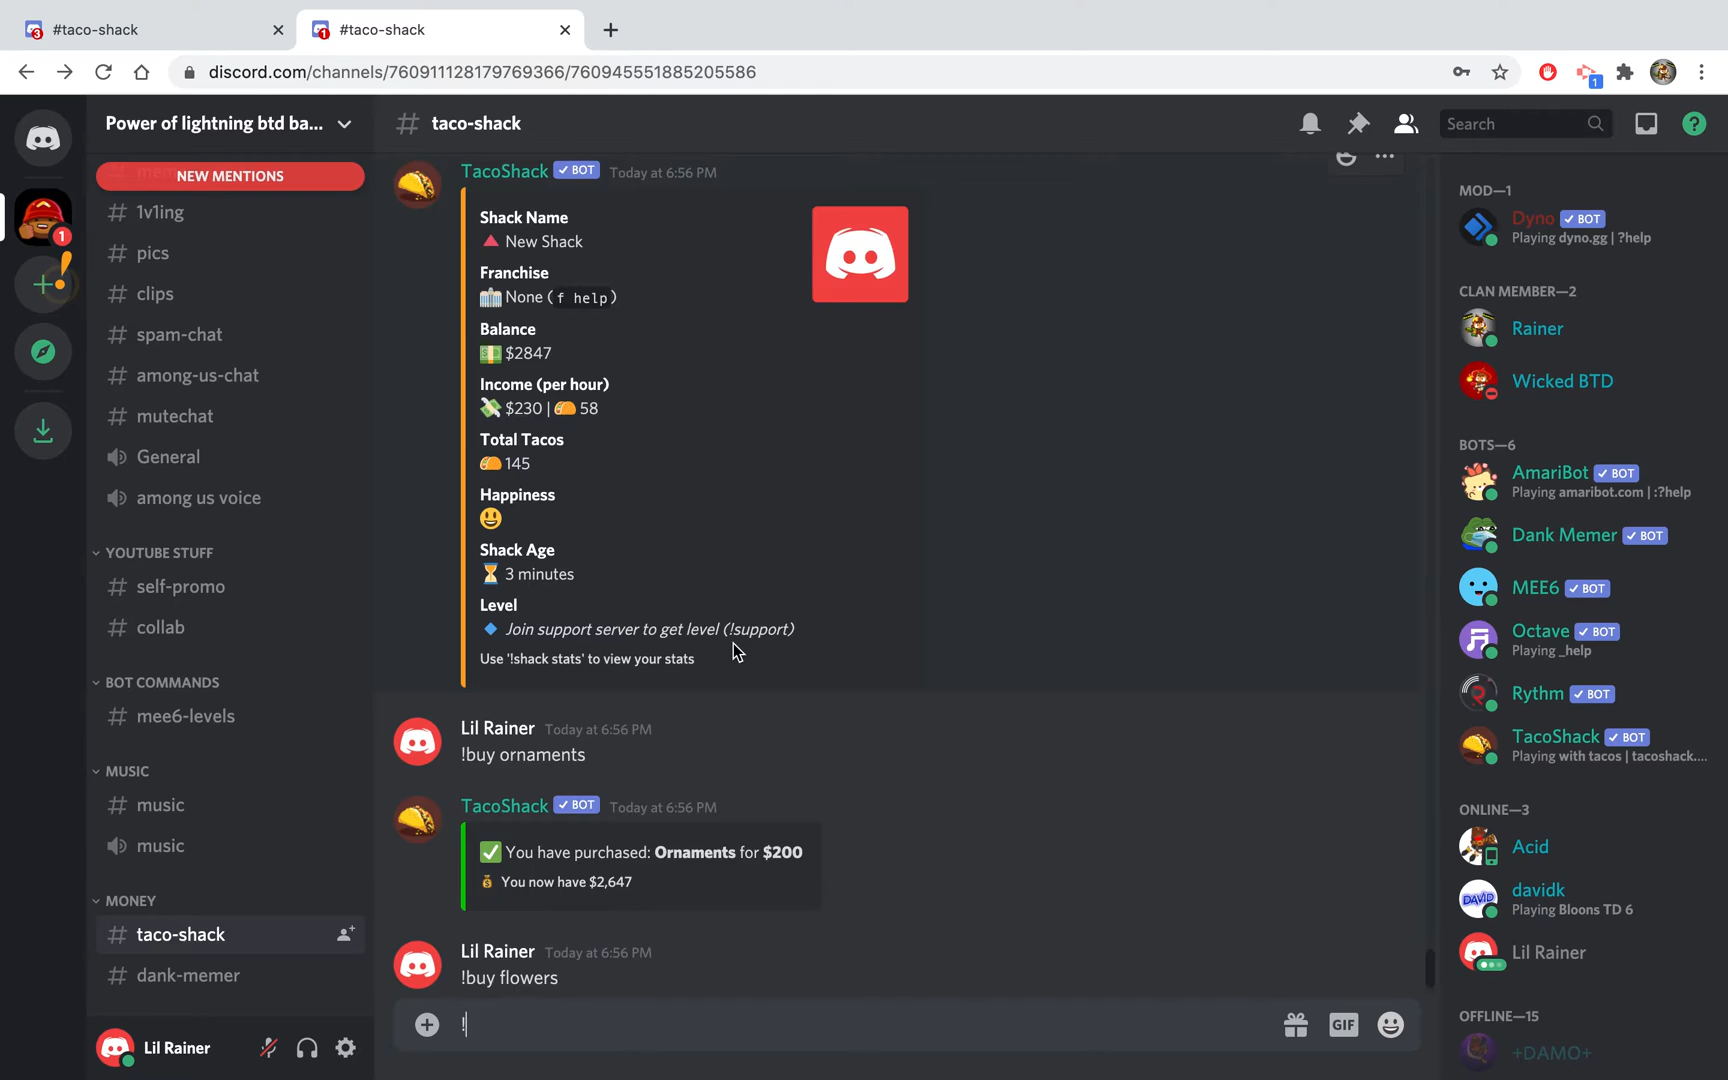 #taco-shack
#taco-shack
discord.com/channels/760911128179769366/760945551885205586
1
Power of lightning btd ba...
# taco-shack
Search
NEW MENTIONS
# 1v1ing
# pics
# clips
# spam-chat
# among-us-chat
# mutechat
General
among us voice
YOUTUBE STUFF
# self-promo
# collab
BOT COMMANDS
# mee6-levels
MUSIC
# music
music
MONEY
# taco-shack
# dank-memer
Lil Rainer
TacoShack BOT Today at 6:56 PM
Shack Name
New Shack
Franchise
None (f help)
Balance
$2847
Income (per hour)
$230 | 58
Total Tacos
145
Happiness
Shack Age
3 minutes
Level
Join support server to get level (!support)
Use '!shack stats' to view your stats
Lil Rainer Today at 6:56 PM
!buy ornaments
TacoShack BOT Today at 6:56 PM
You have purchased: Ornaments for $200
You now have $2,647
Lil Rainer Today at 6:56 PM
!buy flowers
!
GIF
MOD—1
Dyno BOT
Playing dyno.gg | ?help
CLAN MEMBER—2
Rainer
Wicked BTD
BOTS—6
AmariBot BOT
Playing amaribot.com | :?help
Dank Memer BOT
MEE6 BOT
Octave BOT
Playing _help
Rythm BOT
TacoShack BOT
Playing with tacos | tacoshack....
ONLINE—3
Acid
davidk
Playing Bloons TD 6
Lil Rainer
OFFLINE—15
+DAMO+